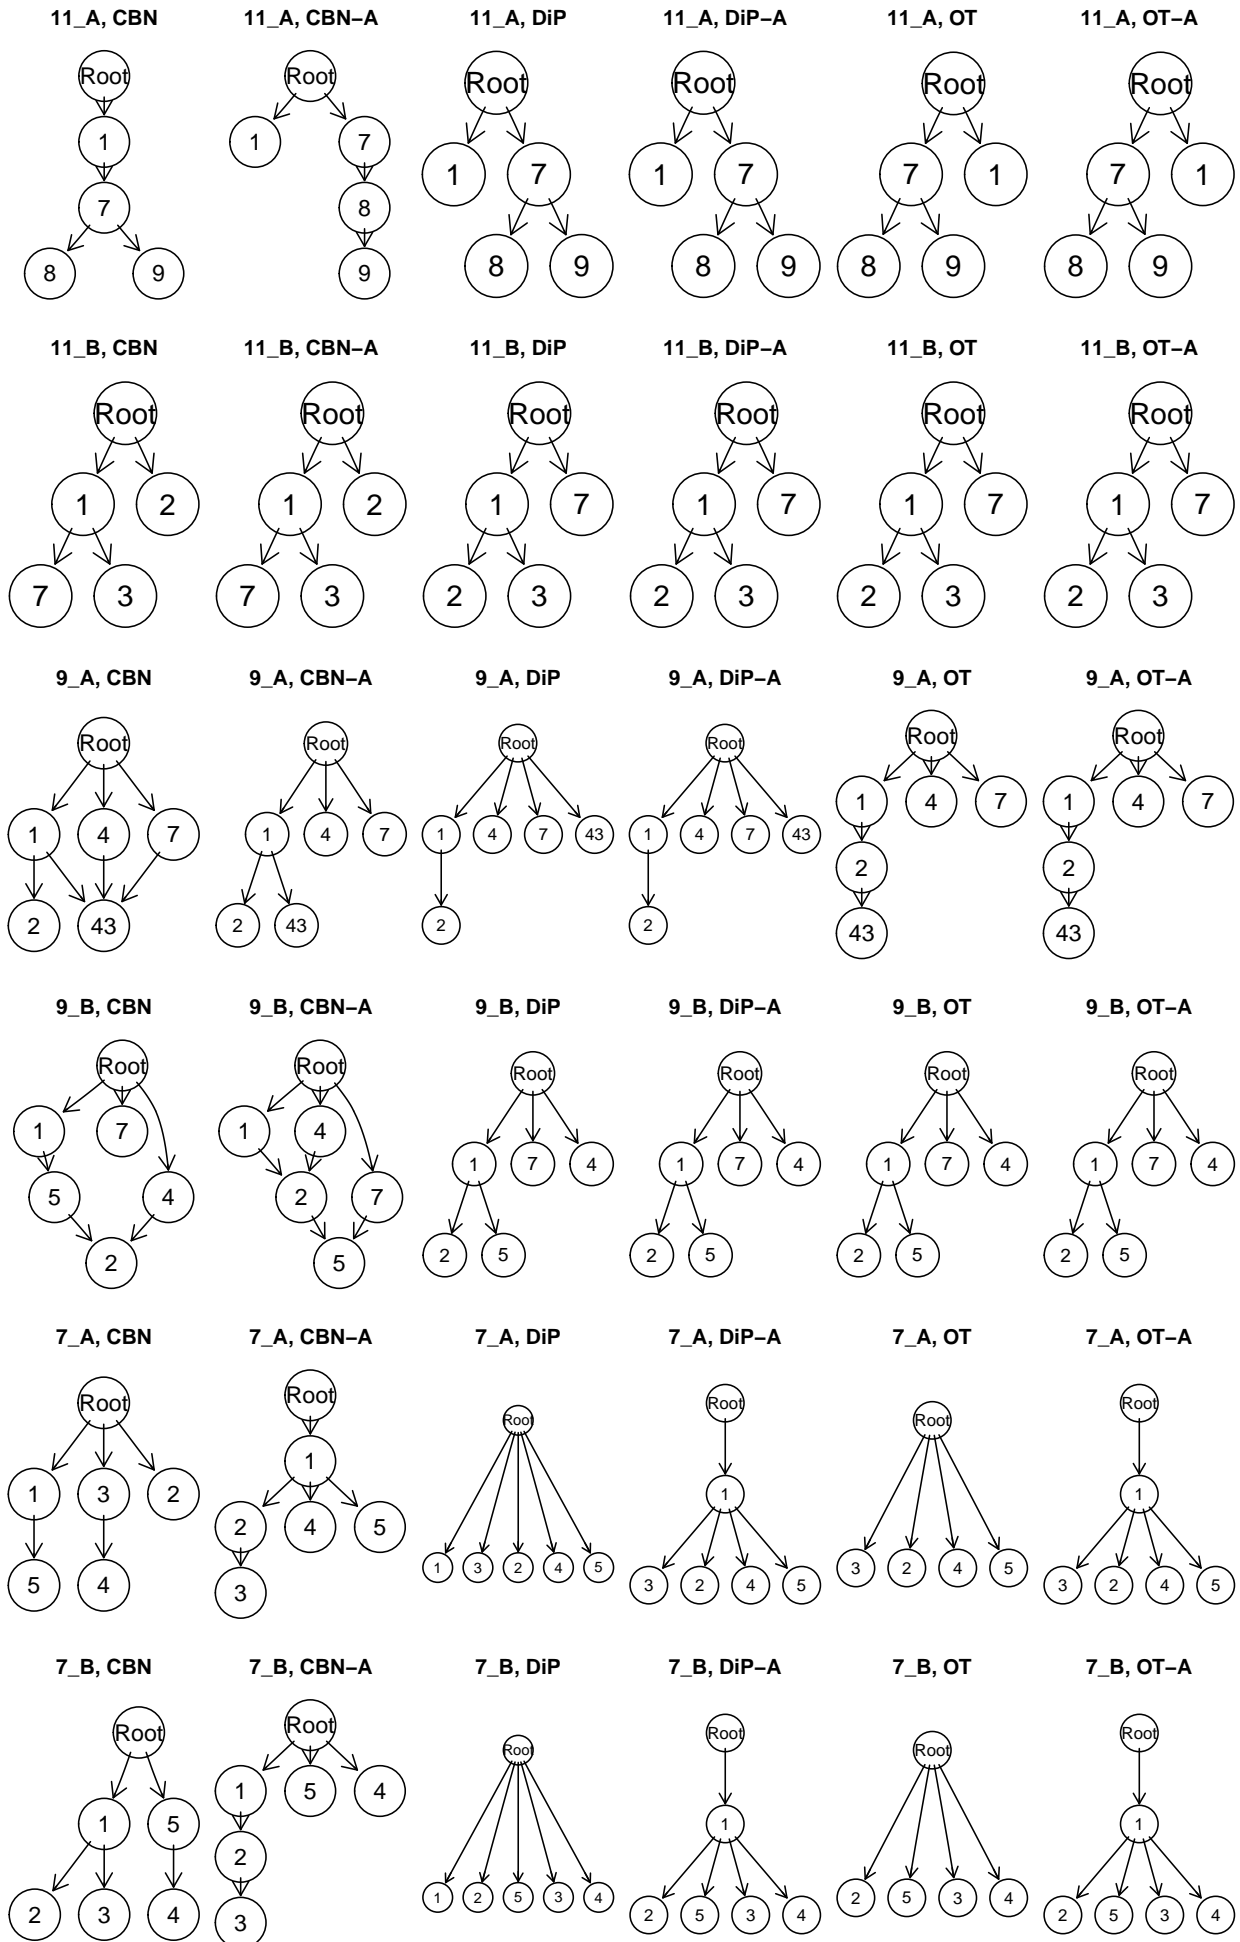 11_A, CBN 11_A, CBN−A 11_A, DiP 11_A, DiP−A 11_A, OT 11_A, OT−A
Root Root Root Root Root Root
1 1 7 1 7 1 7 7 1 7 1
7 8
8 9 9 8 9 8 9 8 9 8 9
11_B, CBN 11_B, CBN−A 11_B, DiP 11_B, DiP−A 11_B, OT 11_B, OT−A
Root Root Root Root Root Root
1 2 1 2 1 7 1 7 1 7 1 7
7 3 7 3 2 3 2 3 2 3 2 3
9_A, CBN 9_A, CBN−A 9_A, DiP 9_A, DiP−A 9_A, OT 9_A, OT−A
Root Root Root Root Root Root
1 4 7 1 4 7 1 4 7 43 1 4 7 43 1 4 7 1 4 7
2 2
2 43 2 43 2 2 43 43
9_B, CBN 9_B, CBN−A 9_B, DiP 9_B, DiP−A 9_B, OT 9_B, OT−A
Root Root Root Root Root Root
1 7 1 4 1 7 4 1 7 4 1 7 4 1 7 4
5 4 2 7
2 5 2 5 2 5 2 5 2 5
7_A, CBN 7_A, CBN−A 7_A, DiP 7_A, DiP−A 7_A, OT 7_A, OT−A
Root Root Root Root Root Root
1 3 2 1 1 1
2 4 5
5 4 3 1 3 2 4 5 3 2 4 5 3 2 4 5 3 2 4 5
7_B, CBN 7_B, CBN−A 7_B, DiP 7_B, DiP−A 7_B, OT 7_B, OT−A
Root Root Root Root Root Root
1 5 1 5 4 1 1
2
2 3 4 3 1 2 5 3 4 2 5 3 4 2 5 3 4 2 5 3 4